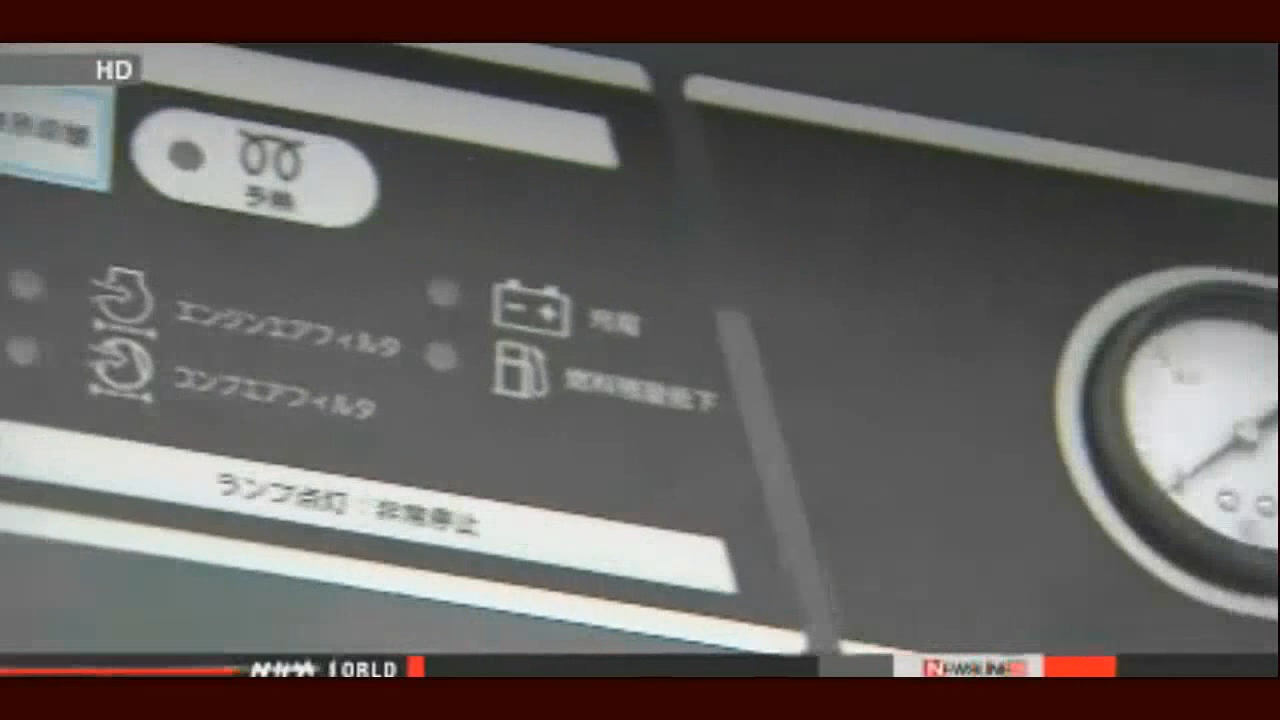 HD
予熱
エンジンエアフィルタ
充電
コンプエアフィルタ
燃料残量低下
ランプ点灯：非常停止
NHK WORLD
NEWSLINE